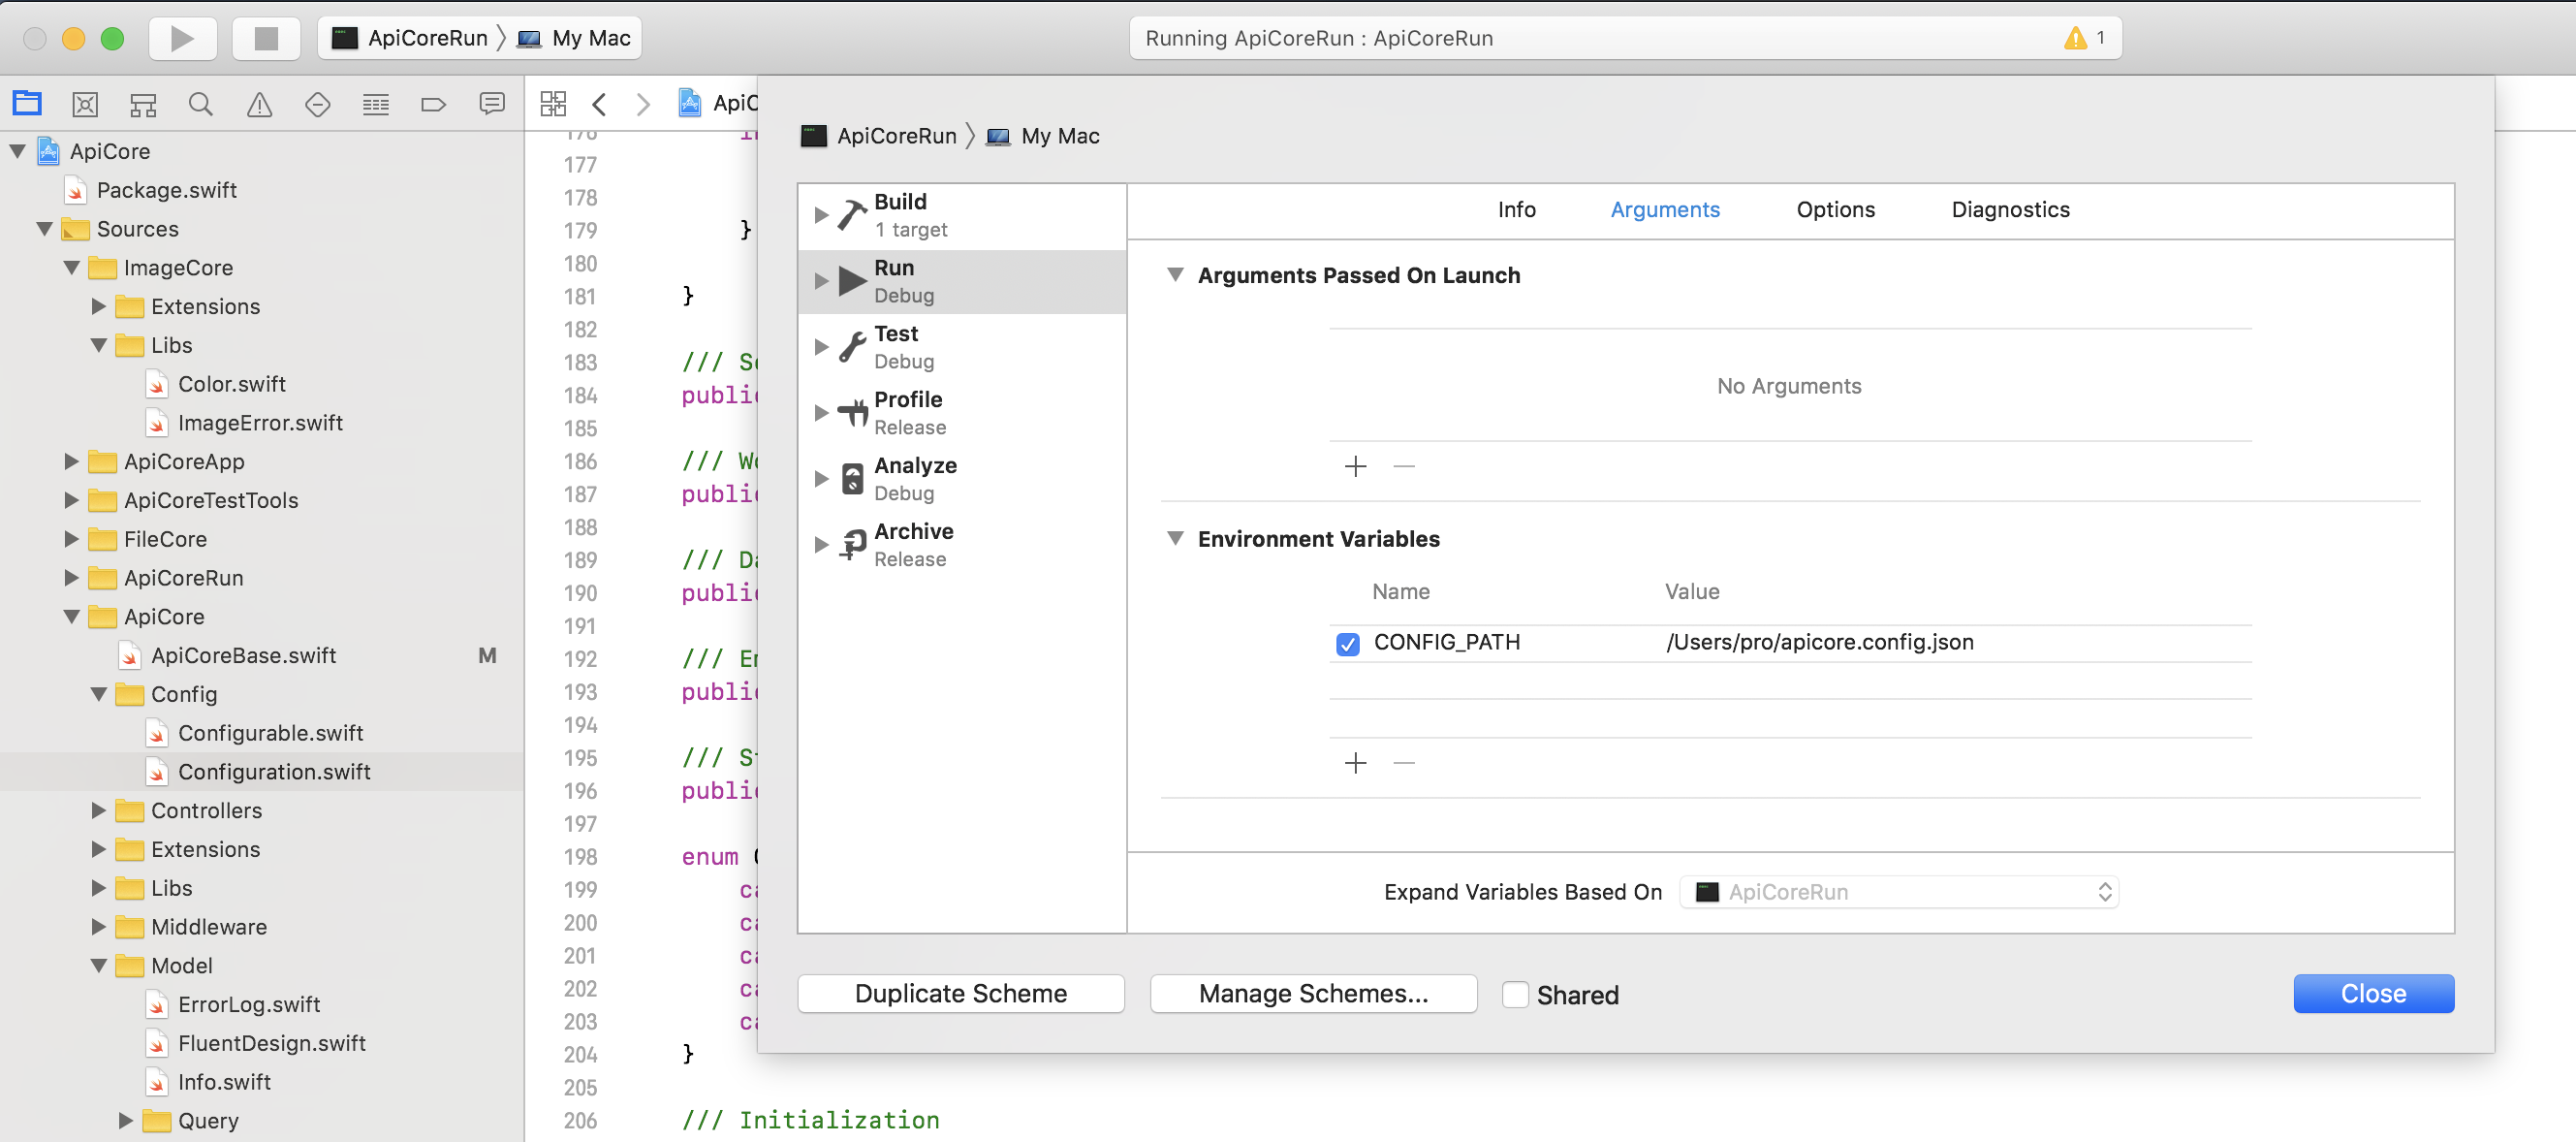 ApiCoreRun My Mac
Running ApiCoreRun : ApiCoreRun
1
ApiCore
Package.swift
Sources
ImageCore
Extensions
Libs
Color.swift
ImageError.swift
ApiCoreApp
ApiCoreTestTools
FileCore
ApiCoreRun
ApiCore
ApiCoreBase.swift M
Config
Configurable.swift
Configuration.swift
Controllers
Extensions
Libs
Middleware
Model
ErrorLog.swift
FluentDesign.swift
Info.swift
Query
177
178
179 }
180
181 }
182
183 ///
184 public
185
186 ///
187 public
188
189 ///
190 public
191
192 ///
193 public
194
195 ///
196 public
197
198 enum
199
200
201
202
203
204 }
205
206 /// Initialization
ApiCoreRun My Mac
Build
1 target
Run
Debug
Test
Debug
Profile
Release
Analyze
Debug
Archive
Release
Info Arguments Options Diagnostics
Arguments Passed On Launch
No Arguments
Environment Variables
Name Value
CONFIG_PATH /Users/pro/apicore.config.json
Expand Variables Based On ApiCoreRun
Duplicate Scheme Manage Schemes... Shared Close